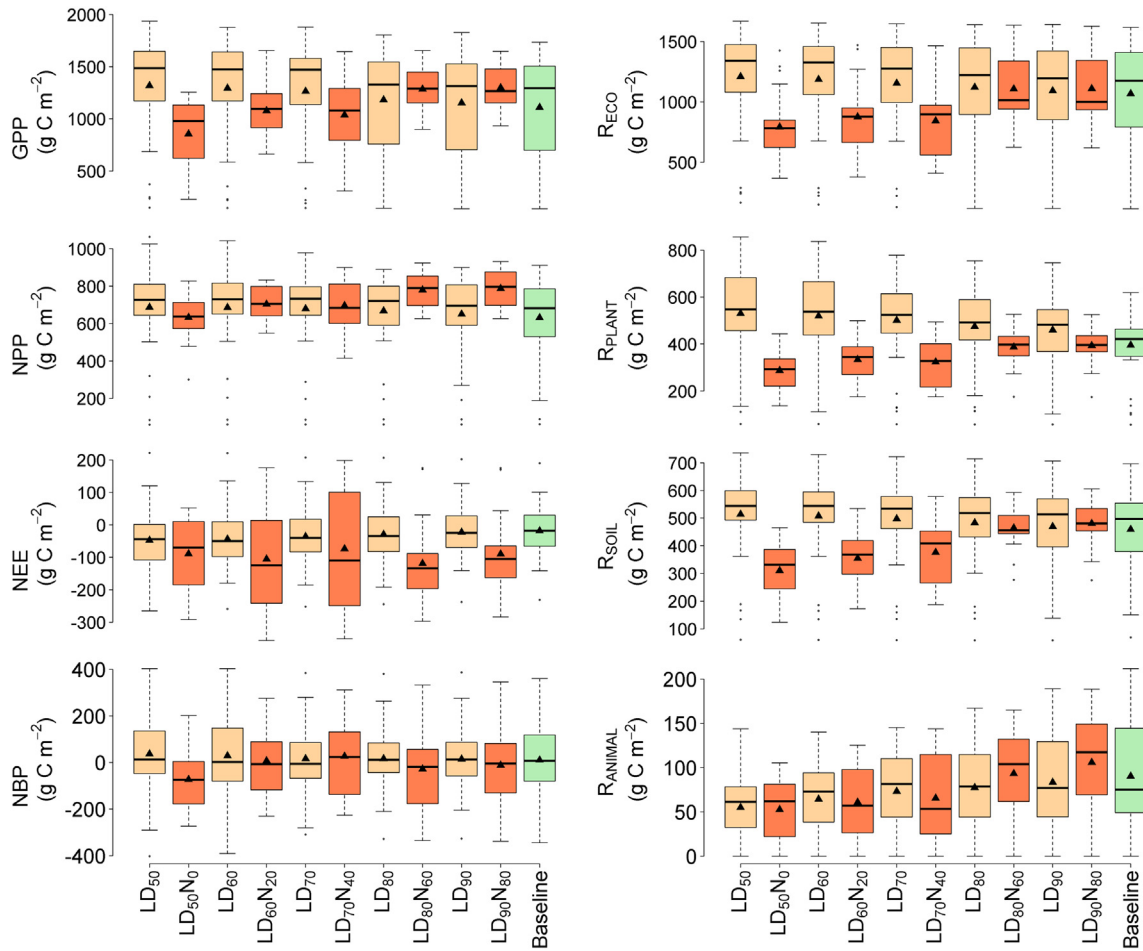 GPP
(g C m⁻²)
2000
1500
1000
500
R_ECO
(g C m⁻²)
1500
1000
500
NPP
(g C m⁻²)
1000
800
600
400
200
R_PLANT
(g C m⁻²)
800
600
400
200
NEE
(g C m⁻²)
200
100
0
-100
-200
-300
R_SOIL
(g C m⁻²)
700
600
500
400
300
200
100
NBP
(g C m⁻²)
400
200
0
-200
-400
R_ANIMAL
(g C m⁻²)
200
150
100
50
0
LD₅₀
LD₅₀N₀
LD₆₀
LD₆₀N₂₀
LD₇₀
LD₇₀N₄₀
LD₈₀
LD₈₀N₆₀
LD₉₀
LD₉₀N₈₀
Baseline
LD₅₀
LD₅₀N₀
LD₆₀
LD₆₀N₂₀
LD₇₀
LD₇₀N₄₀
LD₈₀
LD₈₀N₆₀
LD₉₀
LD₉₀N₈₀
Baseline